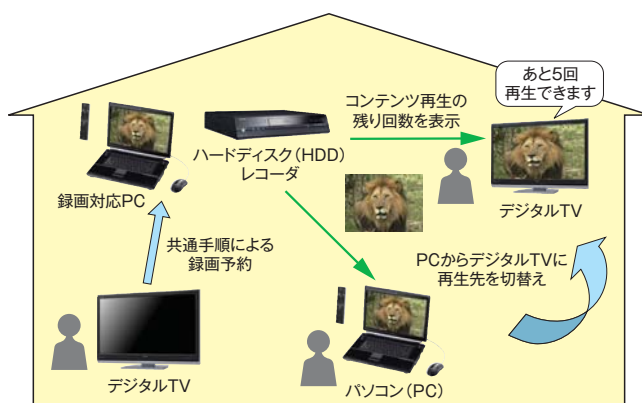 あと5回
再生できます
コンテンツ再生の
残り回数を表示
ハードディスク(HDD)
レコーダ
録画対応PC
デジタルTV
共通手順による
録画予約
PCからデジタルTVに
再生先を切替え
デジタルTV
パソコン(PC)